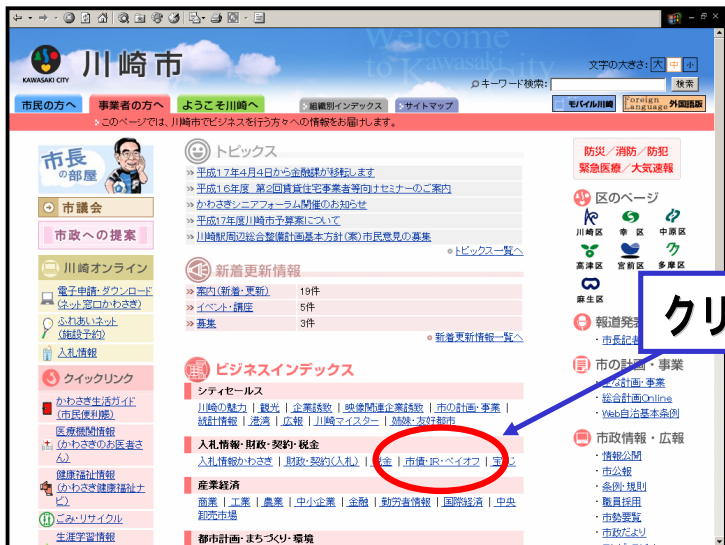 Welcome
to Kawasaki City
川崎市
KAWASAKI CITY
文字の大きさ: 大 中 小
キーワード検索:
検索
市民の方へ
事業者の方へ
ようこそ川崎へ
組織別インデックス
サイトマップ
モバイル川崎
Foreign Language 外国語版
このページでは、川崎市でビジネスを行う方々への情報をお届けします。
市長の部屋
市議会
市政への提案
川崎オンライン
電子申請・ダウンロード
(ネット窓口かわさき)
ふれあいネット
(施設予約)
入札情報
クイックリンク
かわさき生活ガイド
(市民便利帳)
医療機関情報
(かわさきのお医者さん)
健康福祉情報
(かわさき健康福祉ナビ)
ごみ・リサイクル
生涯学習情報
トピックス
平成17年4月4日から金融課が移転します
平成16年度 第2回賃貸住宅事業者等向けセミナーのご案内
かわさきシニアフォーラム開催のお知らせ
平成17年度川崎市予算案について
川崎駅周辺総合整備計画基本方針(案)市民意見の募集
トピックス一覧へ
新着更新情報
案内(新着・更新) 19件
イベント・講座 5件
募集 3件
新着更新情報一覧へ
ビジネスインデックス
シティセールス
川崎の魅力 | 観光 | 企業誘致 | 映像関連企業誘致 | 市の計画・事業 |
統計情報 | 港湾 | 広報 | 川崎マイスター | 姉妹・友好都市
入札情報・財政・契約・税金
入札情報かわさき | 財政・契約(入札) | 税金 | 市債・IR・ペイオフ |
産業経済
商業 | 工業 | 農業 | 中小企業 | 金融 | 勤労者情報 | 国際経済 | 中央
卸売市場
都市計画・まちづくり・環境
防災/消防/防犯
緊急医療/大気速報
区のページ
川崎区 幸区 中原区
高津区 宮前区 多摩区
麻生区
クリ
報道発表
市長記者
市の計画・事業
主な計画・事業
総合計画Online
Web自治基本条例
市政情報・広報
情報公開
市公報
条例・規則
職員採用
市勢要覧
市政だより